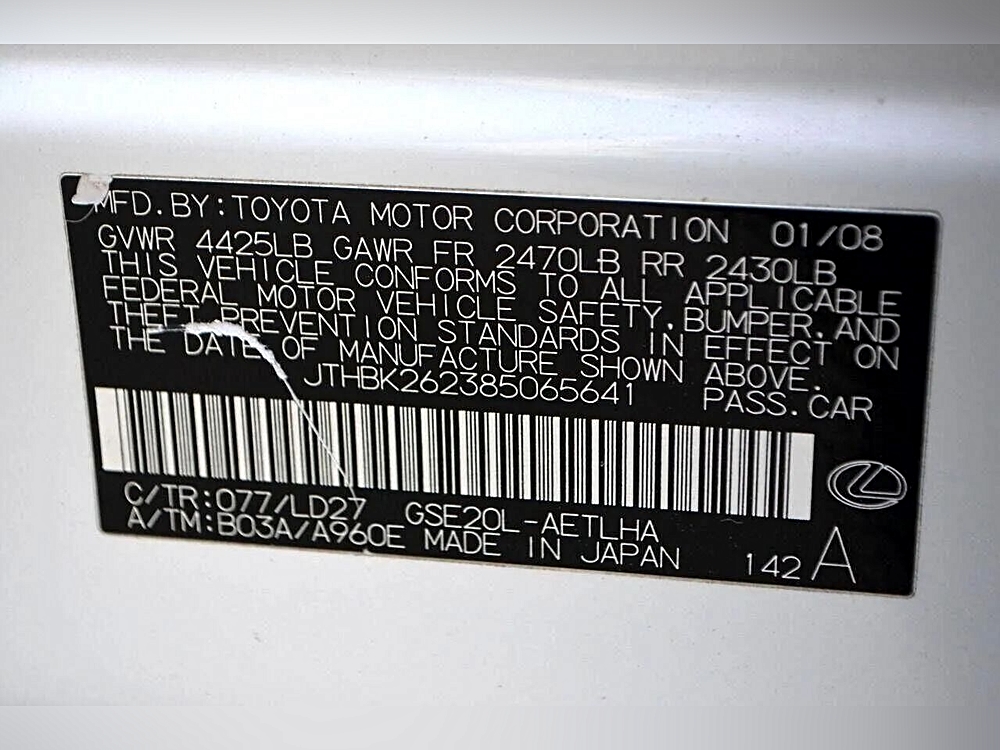 MFD.BY:TOYOTA MOTOR CORPORATION 01/08
GVWR 4425LB GAWR FR 2470LB RR 2430LB
THIS VEHICLE CONFORMS TO ALL APPLICABLE
FEDERAL MOTOR VEHICLE SAFETY,BUMPER,AND
THEFT PREVENTION STANDARDS IN EFFECT ON
THE DATE OF MANUFACTURE SHOWN ABOVE.
JTHBK262385065641 PASS.CAR
C/TR:077/LD27 GSE20L-AETLHA
A/TM:B03A/A960E MADE IN JAPAN 142 A